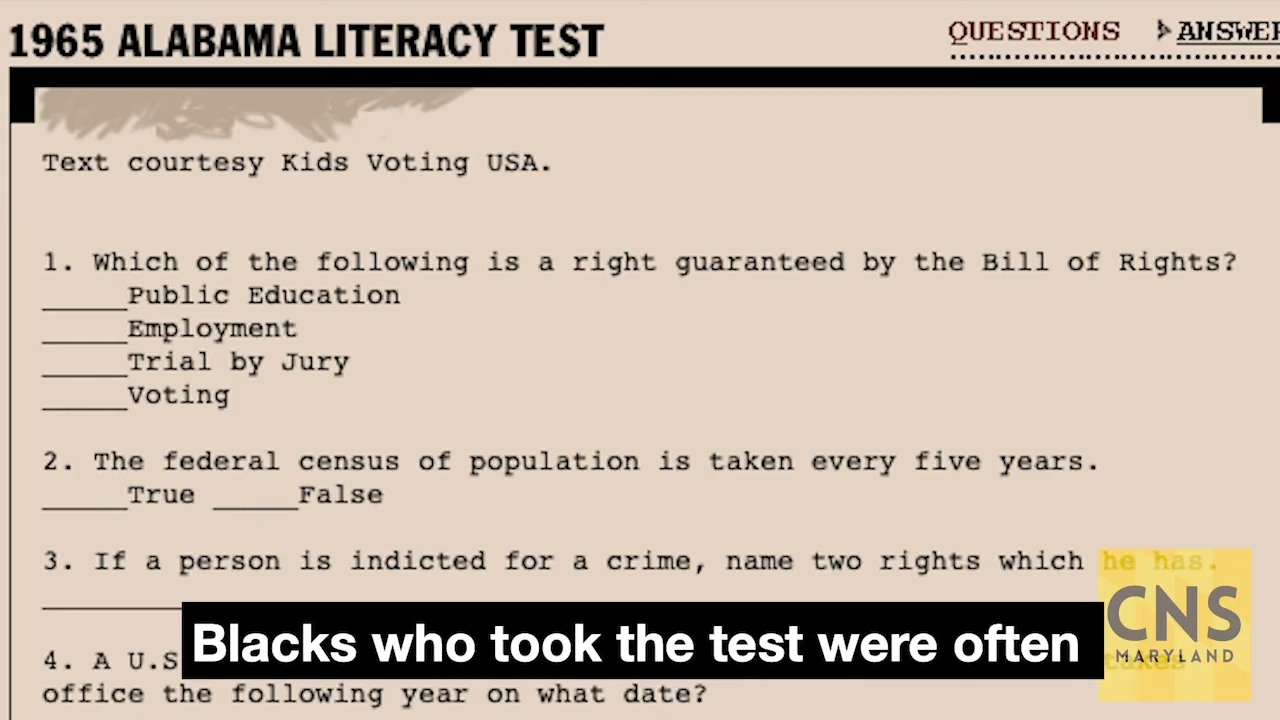 1965 ALABAMA LITERACY TEST
QUESTIONS ANSWE
Text courtesy Kids Voting USA.
1. Which of the following is a right guaranteed by the Bill of Rights?
_____Public Education
_____Employment
_____Trial by Jury
_____Voting
2. The federal census of population is taken every five years.
_____True _____False
3. If a person is indicted for a crime, name two rights which he has.
4. A U.S
takes
office the following year on what date?
Blacks who took the test were often
CNS
MARYLAND